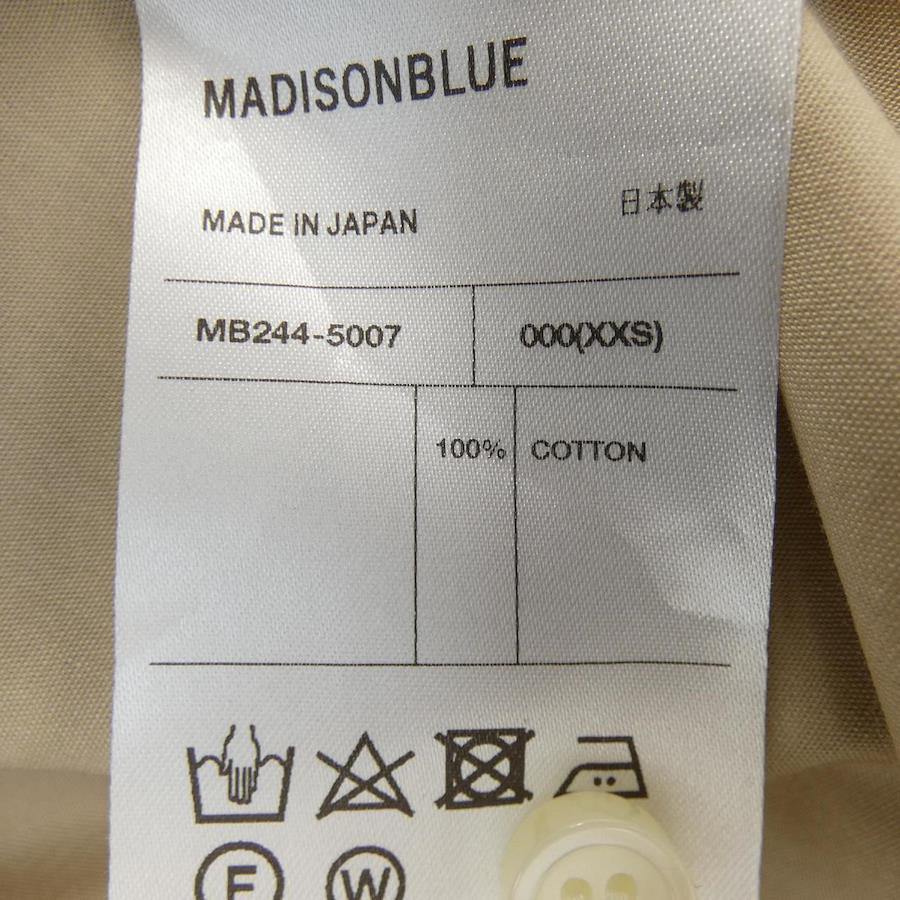 MADISONBLUE
MADE IN JAPAN 日本製
MB244-5007 000(XXS)
100% COTTON
F W